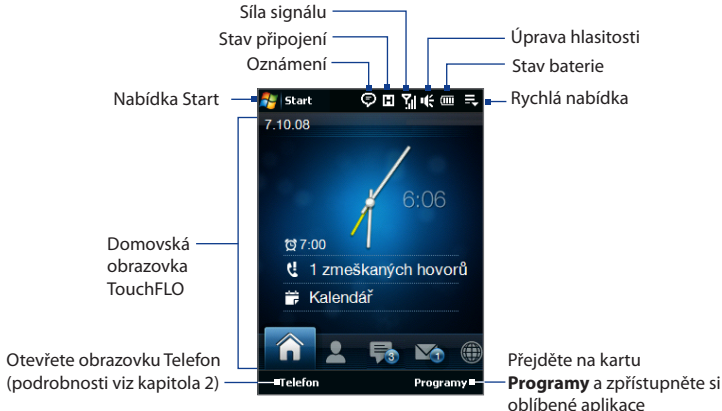 Síla signálu
Stav připojení
Oznámení
Úprava hlasitosti
Stav baterie
Nabídka Start
Start
Rychlá nabídka
7.10.08
6:06
7:00
1 zmeškaných hovorů
Kalendář
Domovská
obrazovka
TouchFLO
3
1
Otevřete obrazovku Telefon
(podrobnosti viz kapitola 2)
Telefon
Programy
Přejděte na kartu
Programy a zpřístupněte si
oblíbené aplikace